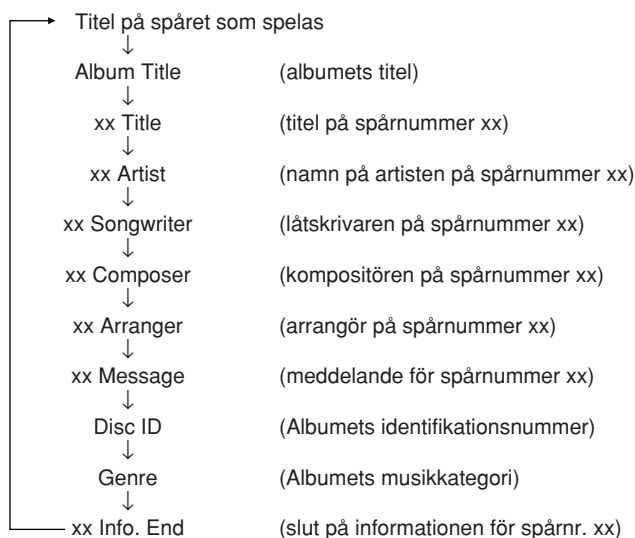 Titel på spåret som spelas
↓
Album Title (albumets titel)
↓
xx Title (titel på spårnummer xx)
↓
xx Artist (namn på artisten på spårnummer xx)
↓
xx Songwriter (låtskrivaren på spårnummer xx)
↓
xx Composer (kompositören på spårnummer xx)
↓
xx Arranger (arrangör på spårnummer xx)
↓
xx Message (meddelande för spårnummer xx)
↓
Disc ID (Albumets identifikationsnummer)
↓
Genre (Albumets musikkategori)
↓
xx Info. End (slut på informationen för spårnr. xx)